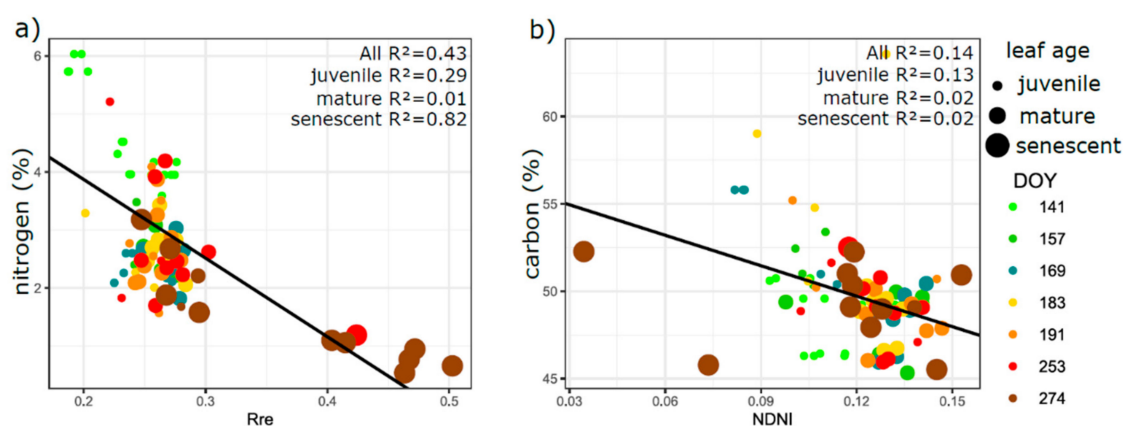 a)
All R²=0.43
juvenile R²=0.29
mature R²=0.01
senescent R²=0.82
nitrogen (%)
6
4
2
0.2 0.3 0.4 0.5
Rre
b)
All R²=0.14
juvenile R²=0.13
mature R²=0.02
senescent R²=0.02
carbon (%)
60
55
50
45
0.03 0.06 0.09 0.12 0.15
NDNI
leaf age
juvenile
mature
senescent
DOY
141
157
169
183
191
253
274